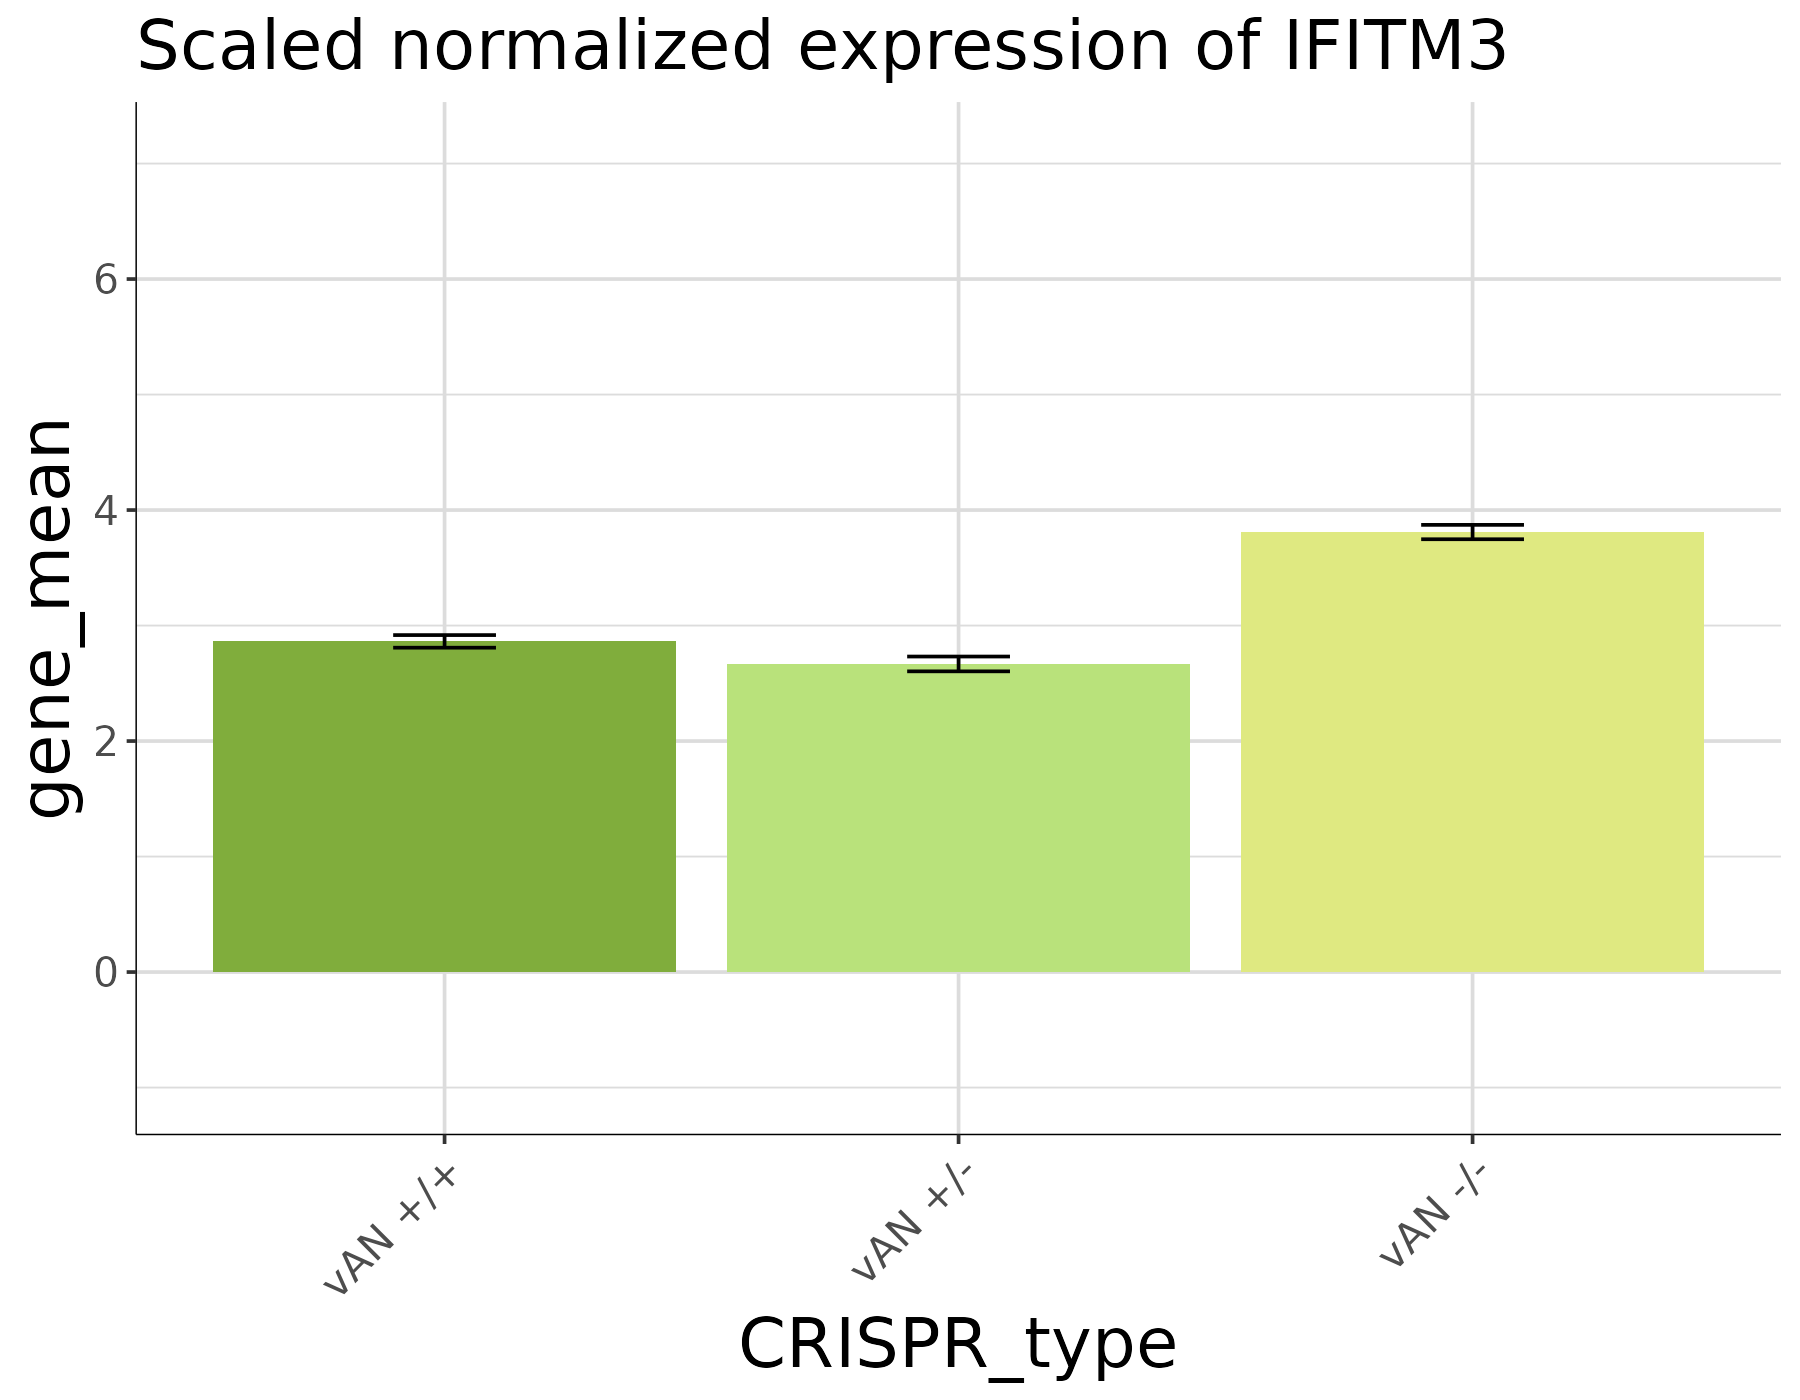 Scaled normalized expression of IFITM3
gene_mean
6
4
2
0
vAN +/+
vAN +/-
vAN -/-
CRISPR_type